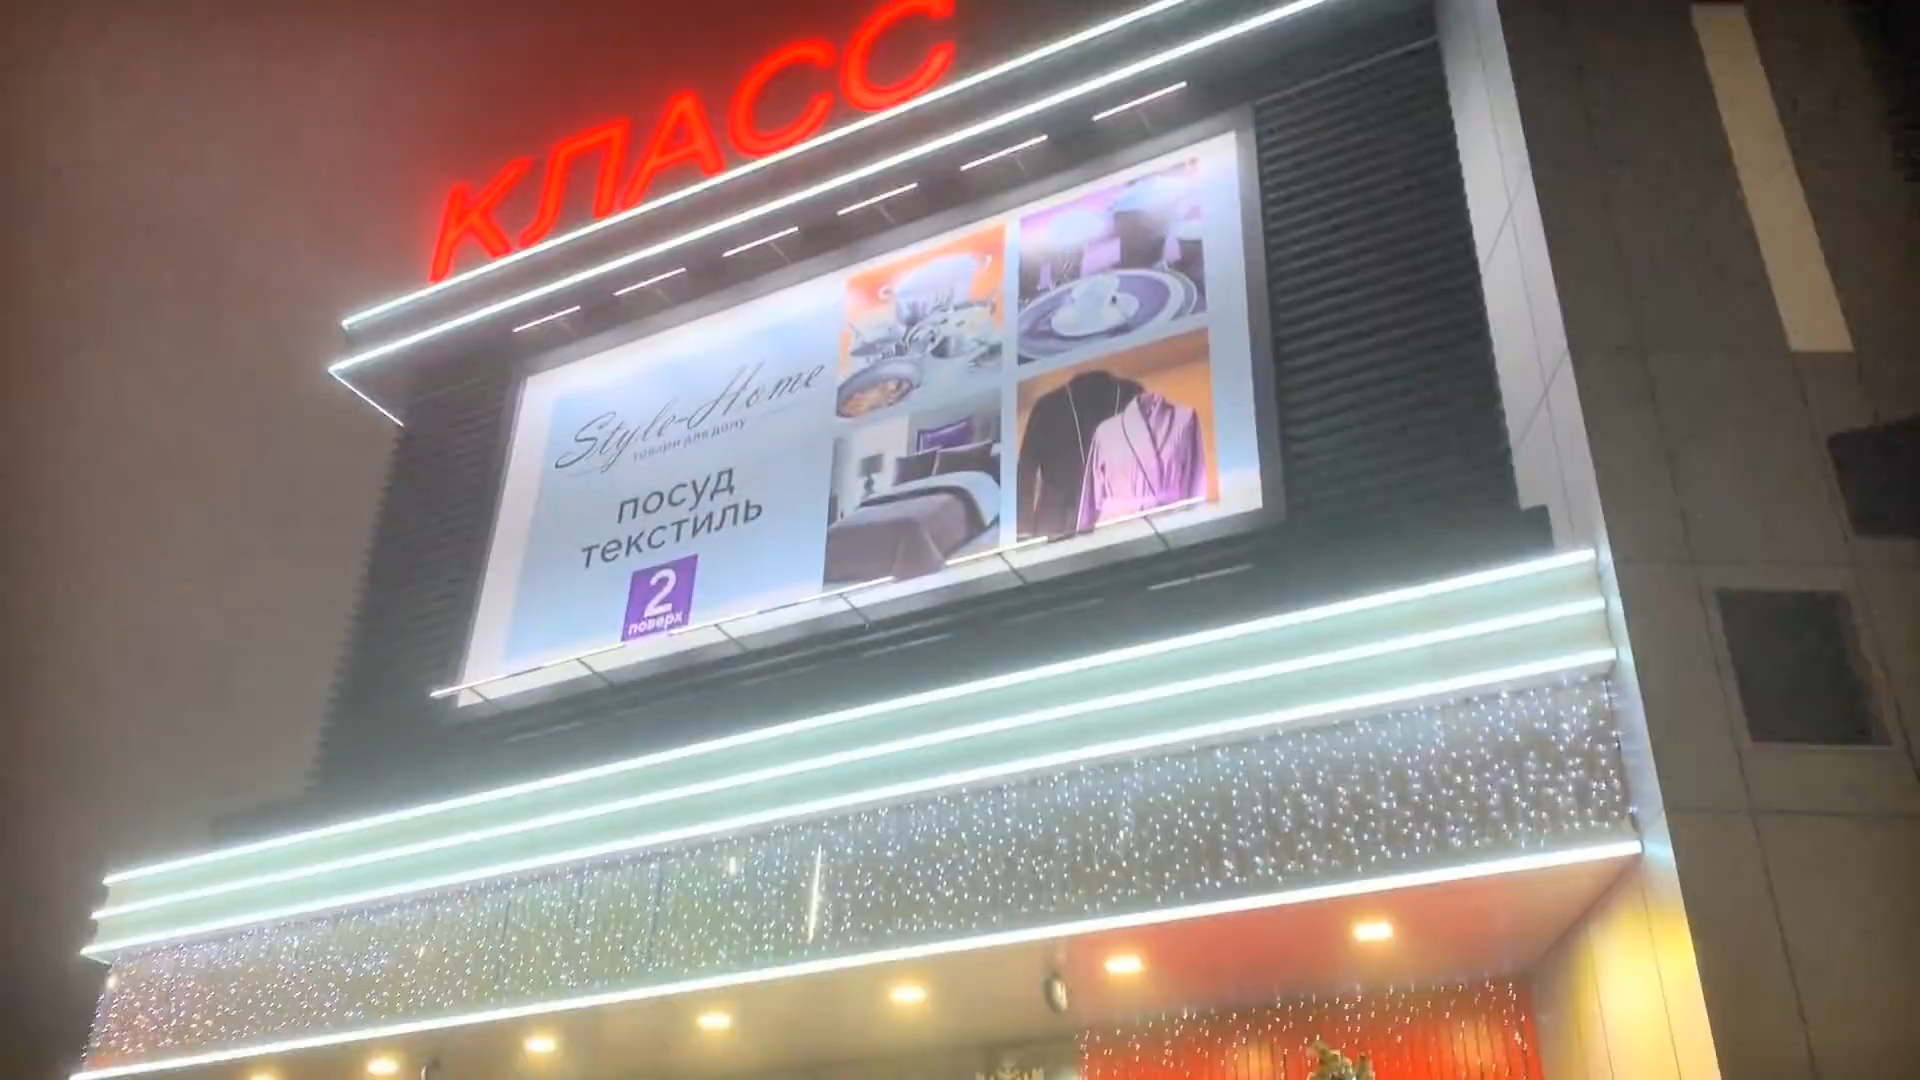 КЛАСС
Style-Home
товари для дому
посуд
текстиль
2
поверх